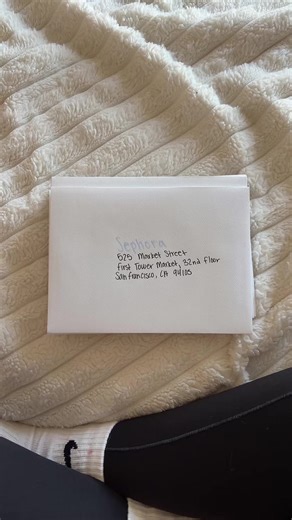 Sephora
525 Market Street
First Tower Market, 32nd Floor
San Francisco, CA 94105